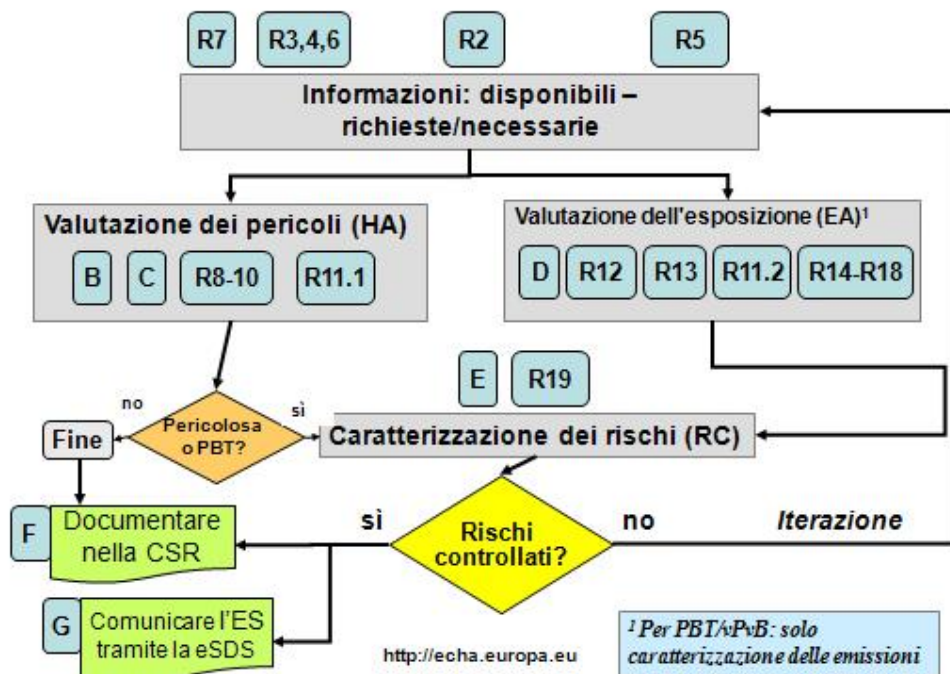 R7 R3,4,6 R2 R5
Informazioni: disponibili –
richieste/necessarie
Valutazione dei pericoli (HA)
B C R8-10 R11.1
Valutazione dell'esposizione (EA)¹
D R12 R13 R11.2 R14-R18
E R19
no
Pericolosa
o PBT?
sì
Fine
Caratterizzazione dei rischi (RC)
F
Documentare
nella CSR
sì
Rischi
controllati?
no
Iterazione
G
Comunicare l'ES
tramite la eSDS
http://echa.europa.eu
¹ Per PBT/vPvB: solo
caratterizzazione delle emissioni